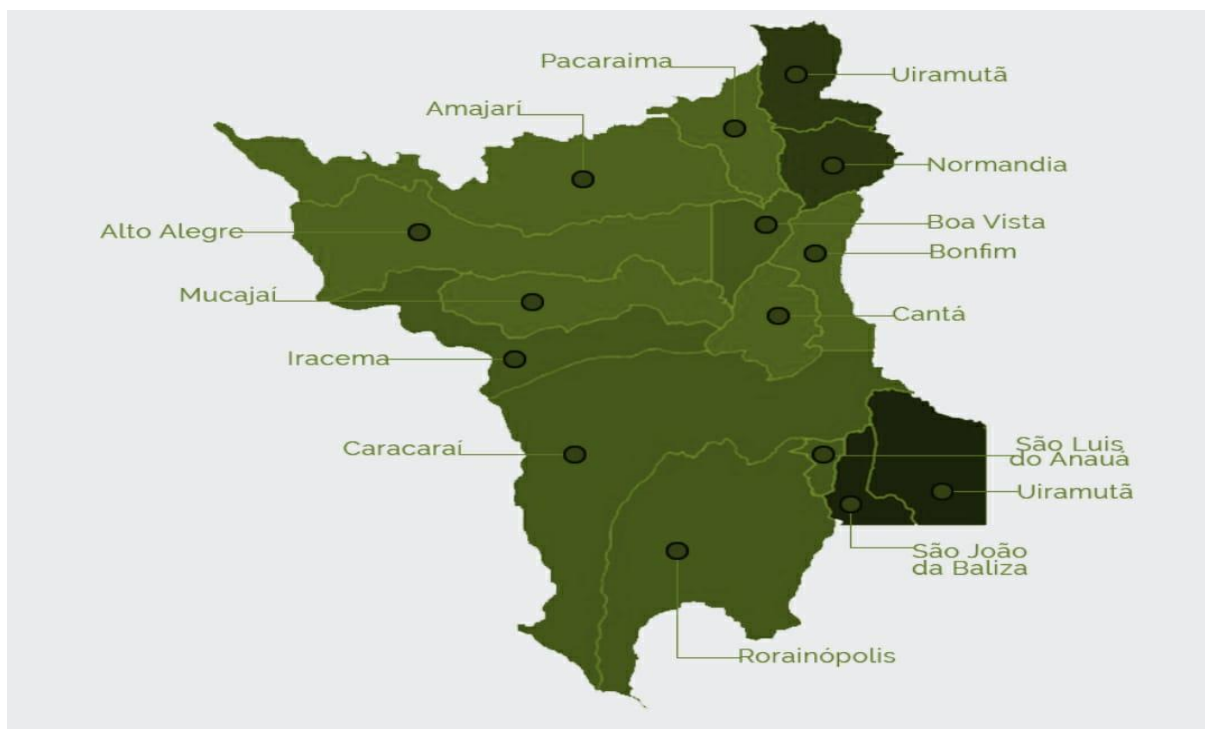 Pacaraima
Uiramutã
Amajarí
Normandia
Alto Alegre
Boa Vista
Bonfim
Mucajaí
Cantá
Iracema
Caracaraí
São Luis
do Anauá
Uiramutã
São João
da Baliza
Rorainópolis